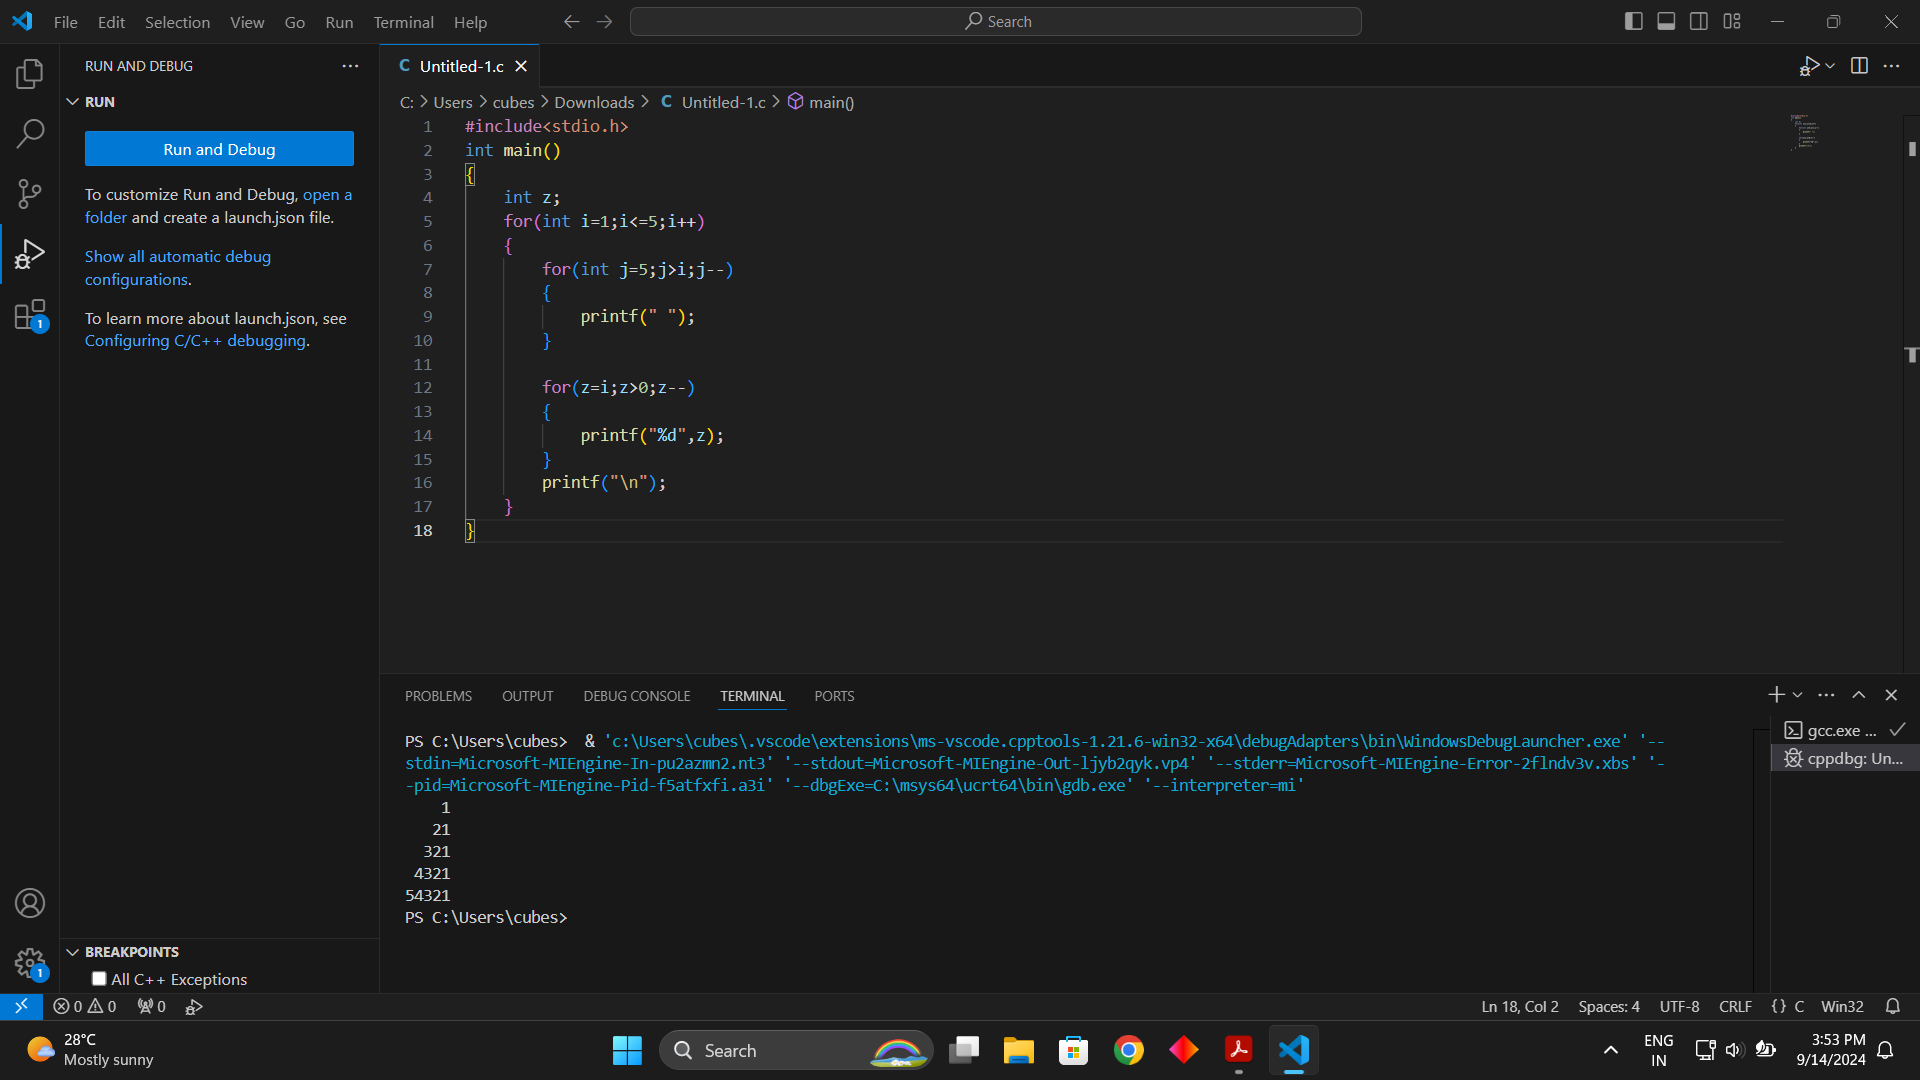 File Edit Selection View Go Run Terminal Help
Search
RUN AND DEBUG
RUN
Run and Debug
To customize Run and Debug, open a
folder and create a launch.json file.
Show all automatic debug
configurations.
To learn more about launch.json, see
Configuring C/C++ debugging.
1
C Untitled-1.c
C: > Users > cubes > Downloads > C Untitled-1.c > main()
1 #include<stdio.h>
2 int main()
3 {
4 int z;
5 for(int i=1;i<=5;i++)
6 {
7 for(int j=5;j>i;j--)
8 {
9 printf(" ");
10 }
11
12 for(z=i;z>0;z--)
13 {
14 printf("%d",z);
15 }
16 printf("\n");
17 }
18 }
PROBLEMS OUTPUT DEBUG CONSOLE TERMINAL PORTS
PS C:\Users\cubes>  & 'c:\Users\cubes\.vscode\extensions\ms-vscode.cpptools-1.21.6-win32-x64\debugAdapters\bin\WindowsDebugLauncher.exe' '--
stdin=Microsoft-MIEngine-In-pu2azmn2.nt3' '--stdout=Microsoft-MIEngine-Out-ljyb2qyk.vp4' '--stderr=Microsoft-MIEngine-Error-2flndv3v.xbs' '-
-pid=Microsoft-MIEngine-Pid-f5atfxfi.a3i' '--dbgExe=C:\msys64\ucrt64\bin\gdb.exe' '--interpreter=mi'
    1
   21
  321
 4321
54321
PS C:\Users\cubes>
gcc.exe ...
cppdbg: Un...
BREAKPOINTS
All C++ Exceptions
1
0 0 0
Ln 18, Col 2 Spaces: 4 UTF-8 CRLF {} C Win32
28°C
Mostly sunny
Search
ENG
IN
3:53 PM
9/14/2024